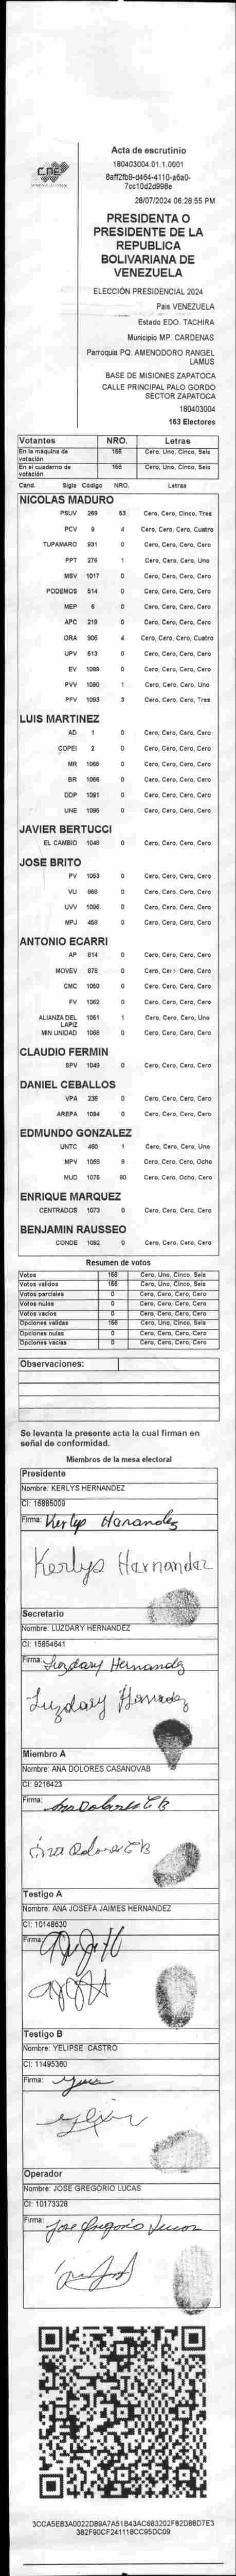 CNE
Acta de escrutinio
180403004.01.1.0001
8aff2fb9-d464-4110-a6a0-
7cc10d2d998e
28/07/2024 06:28:55 PM
PRESIDENTA O
PRESIDENTE DE LA
REPUBLICA
BOLIVARIANA DE
VENEZUELA
ELECCIÓN PRESIDENCIAL 2024
Pais VENEZUELA
Estado EDO. TACHIRA
Municipio MP. CARDENAS
Parroquia PQ. AMENODORO RANGEL
LAMUS
BASE DE MISIONES ZAPATOCA
CALLE PRINCIPAL PALO GORDO
SECTOR ZAPATOCA
180403004
163 Electores
Votantes NRO. Letras
En la máquina de votación 156 Cero, Uno, Cinco, Seis
En el cuaderno de votación 156 Cero, Uno, Cinco, Seis
Cand. Sigla Código NRO. Letras
NICOLAS MADURO
PSUV 269 53 Cero, Cero, Cinco, Tres
PCV 9 4 Cero, Cero, Cero, Cuatro
TUPAMARO 931 0 Cero, Cero, Cero, Cero
PPT 276 1 Cero, Cero, Cero, Uno
MSV 1017 0 Cero, Cero, Cero, Cero
PODEMOS 514 0 Cero, Cero, Cero, Cero
MEP 6 0 Cero, Cero, Cero, Cero
APC 219 0 Cero, Cero, Cero, Cero
ORA 906 4 Cero, Cero, Cero, Cuatro
UPV 513 0 Cero, Cero, Cero, Cero
EV 1089 0 Cero, Cero, Cero, Cero
PVV 1090 1 Cero, Cero, Cero, Uno
PFV 1093 3 Cero, Cero, Cero, Tres
LUIS MARTINEZ
AD 1 0 Cero, Cero, Cero, Cero
COPEI 2 0 Cero, Cero, Cero, Cero
MR 1065 0 Cero, Cero, Cero, Cero
BR 1066 0 Cero, Cero, Cero, Cero
DDP 1091 0 Cero, Cero, Cero, Cero
UNE 1095 0 Cero, Cero, Cero, Cero
JAVIER BERTUCCI
EL CAMBIO 1048 0 Cero, Cero, Cero, Cero
JOSE BRITO
PV 1053 0 Cero, Cero, Cero, Cero
VU 868 0 Cero, Cero, Cero, Cero
UVV 1096 0 Cero, Cero, Cero, Cero
MPJ 458 0 Cero, Cero, Cero, Cero
ANTONIO ECARRI
AP 814 0 Cero, Cero, Cero, Cero
MOVEV 878 0 Cero, Cero, Cero, Cero
CMC 1050 0 Cero, Cero, Cero, Cero
FV 1062 0 Cero, Cero, Cero, Cero
ALIANZA DEL LAPIZ 1051 1 Cero, Cero, Cero, Uno
MIN UNIDAD 1068 0 Cero, Cero, Cero, Cero
CLAUDIO FERMIN
SPV 1049 0 Cero, Cero, Cero, Cero
DANIEL CEBALLOS
VPA 236 0 Cero, Cero, Cero, Cero
AREPA 1094 0 Cero, Cero, Cero, Cero
EDMUNDO GONZALEZ
UNTC 460 1 Cero, Cero, Cero, Uno
MPV 1069 8 Cero, Cero, Cero, Ocho
MUD 1076 80 Cero, Cero, Ocho, Cero
ENRIQUE MARQUEZ
CENTRADOS 1073 0 Cero, Cero, Cero, Cero
BENJAMIN RAUSSEO
CONDE 1092 0 Cero, Cero, Cero, Cero
Resumen de votos
Votos 156 Cero, Uno, Cinco, Seis
Votos validos 156 Cero, Uno, Cinco, Seis
Votos parciales 0 Cero, Cero, Cero, Cero
Votos nulos 0 Cero, Cero, Cero, Cero
Votos vacios 0 Cero, Cero, Cero, Cero
Opciones validas 156 Cero, Uno, Cinco, Seis
Opciones nulas 0 Cero, Cero, Cero, Cero
Opciones vacias 0 Cero, Cero, Cero, Cero
Observaciones:
Se levanta la presente acta la cual firman en
señal de conformidad.
Miembros de la mesa electoral
Presidente
Nombre: KERLYS HERNANDEZ
CI: 16885009
Firma: Kerlys Hernandez
Kerlys Hernandez
Secretario
Nombre: LUZDARY HERNANDEZ
CI: 15854641
Firma: Luzdary Hernandez
Luzdary Hernandez
Miembro A
Nombre: ANA DOLORES CASANOVAB
CI: 9216423
Firma: Ana Dolores C B
Ana Dolores C B
Testigo A
Nombre: ANA JOSEFA JAIMES HERNANDEZ
CI: 10148630
Firma:
Testigo B
Nombre: YELIPSE CASTRO
CI: 11495360
Firma:
Operador
Nombre: JOSE GREGORIO LUCAS
CI: 10173328
Firma: Jose Gregorio Lucas
3CCA5E83A0022D89A7A51843AC683202F82D88D7E3
382F90CF241118CC95DC09